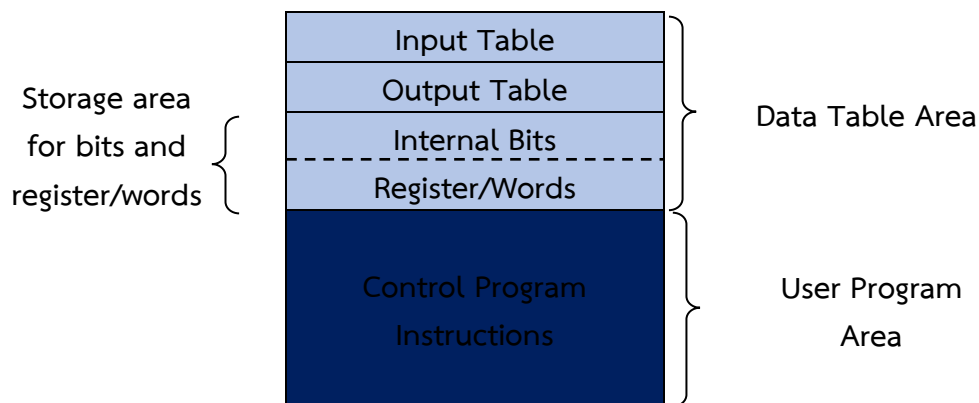 Input Table
Output Table
Internal Bits
Register/Words
Control Program
Instructions
Storage area
for bits and
register/words
Data Table Area
User Program
Area